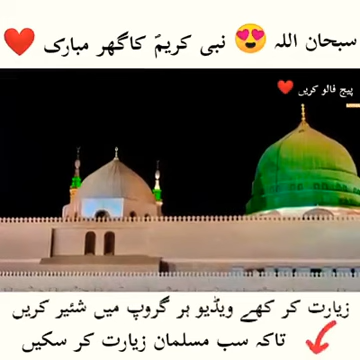 سبحان اللہ 😍 نبی کریمؐ کا گھر مبارک ❤️
پیج فالو کریں ❤️
زیارت کر کھے ویڈیو ہر گروپ میں شئیر کریں
تاکہ سب مسلمان زیارت کر سکیں